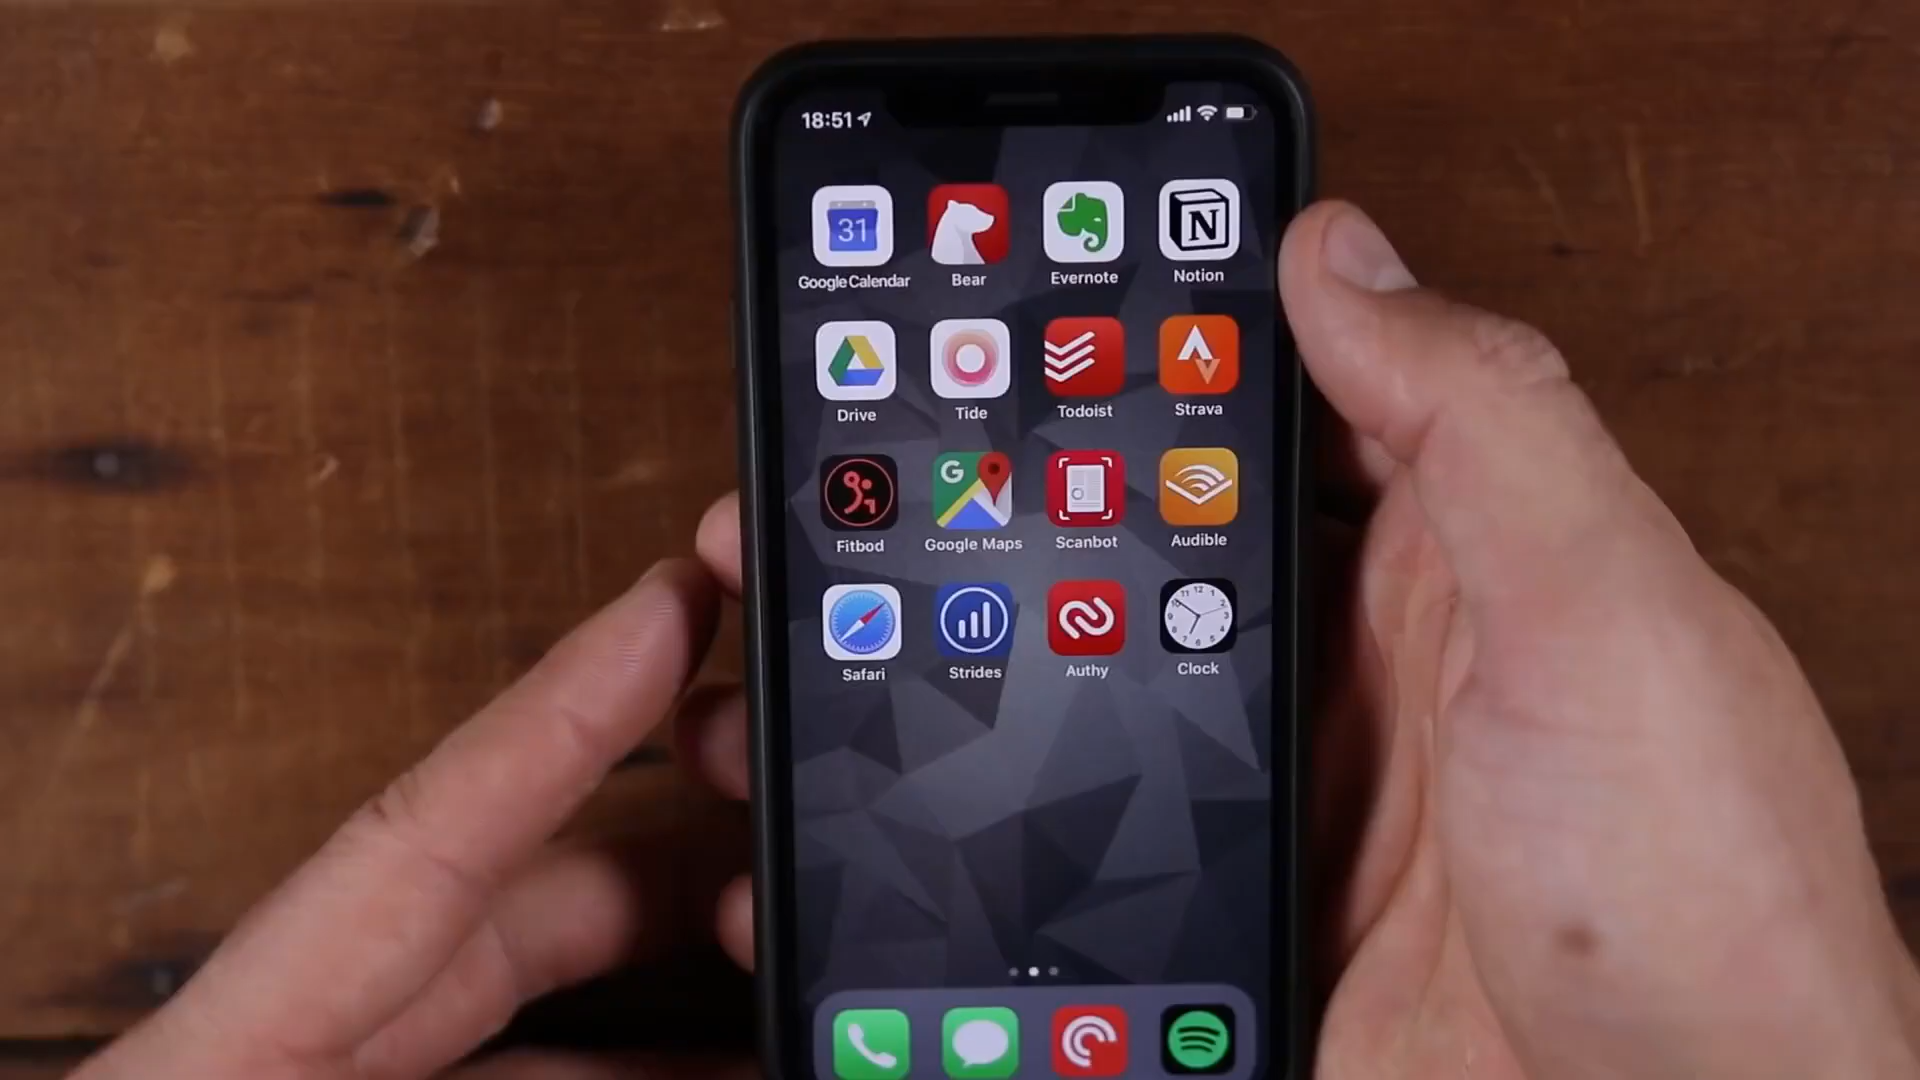 18:51
31
N
Google Calendar Bear Evernote Notion
Drive Tide Todoist Strava
G
Fitbod Google Maps Scanbot Audible
Safari Strides Authy Clock